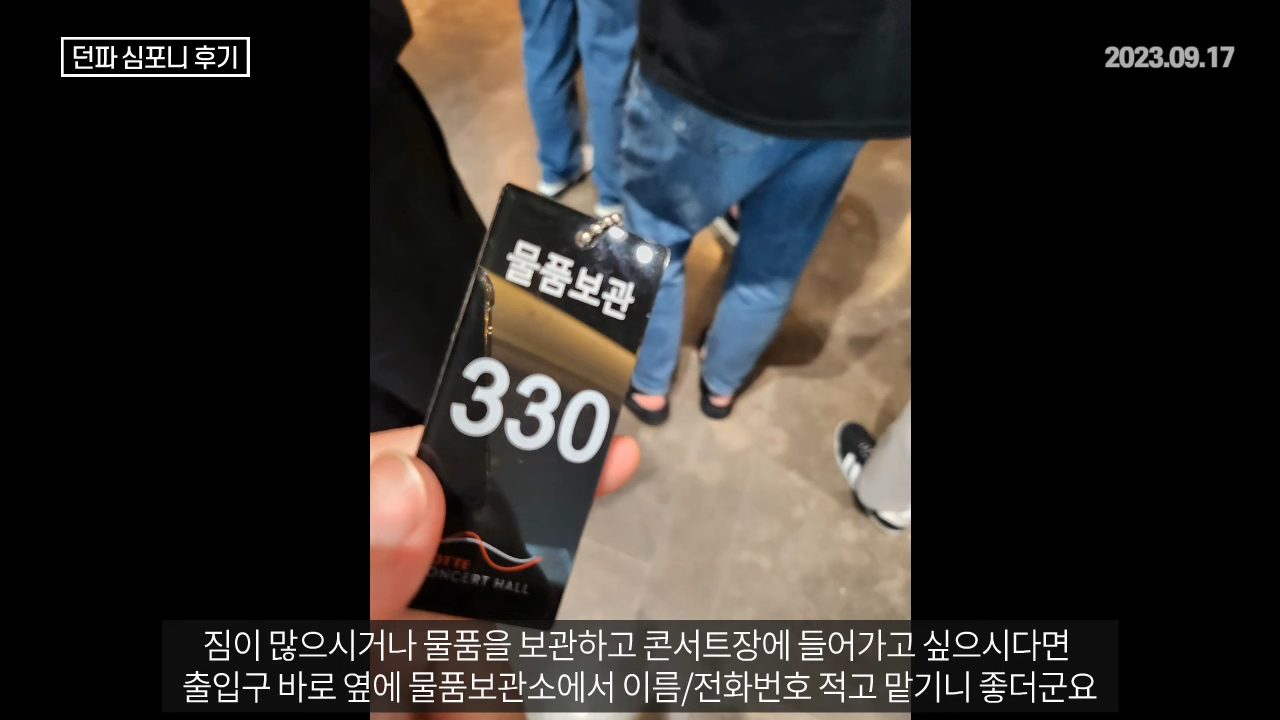 던파 심포니 후기
2023.09.17
물품보관
330
OTTE
ONCERT HALL
짐이 많으시거나 물품을 보관하고 콘서트장에 들어가고 싶으시다면
출입구 바로 옆에 물품보관소에서 이름/전화번호 적고 맡기니 좋더군요